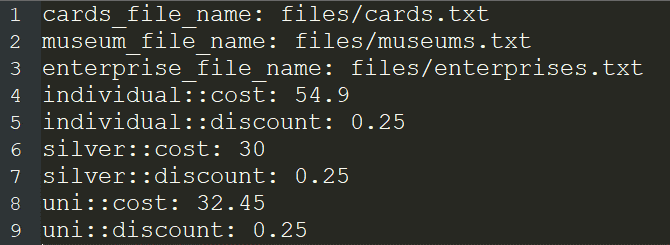 1 cards_file_name: files/cards.txt
2 museum_file_name: files/museums.txt
3 enterprise_file_name: files/enterprises.txt
4 individual::cost: 54.9
5 individual::discount: 0.25
6 silver::cost: 30
7 silver::discount: 0.25
8 uni::cost: 32.45
9 uni::discount: 0.25